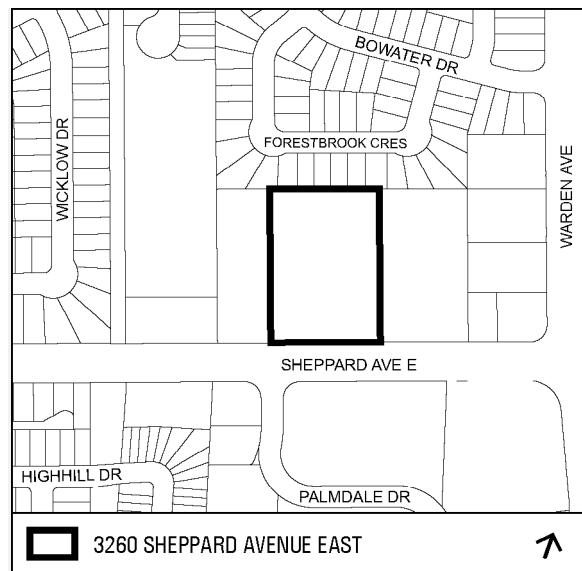 BOWATER DR
FORESTBROOK CRES
WICKLOW DR
WARDEN AVE
SHEPPARD AVE E
HIGHHILL DR
PALMDALE DR
3260 SHEPPARD AVENUE EAST